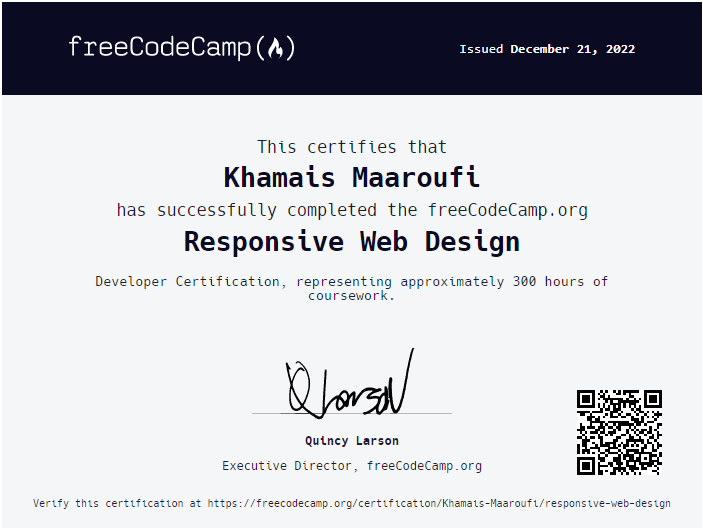 freeCodeCamp
Issued December 21, 2022
This certifies that
Khamais Maaroufi
has successfully completed the freeCodeCamp.org
Responsive Web Design
Developer Certification, representing approximately 300 hours of
coursework.
QLarson
Quincy Larson
Executive Director, freeCodeCamp.org
Verify this certification at https://freecodecamp.org/certification/Khamais-Maaroufi/responsive-web-design